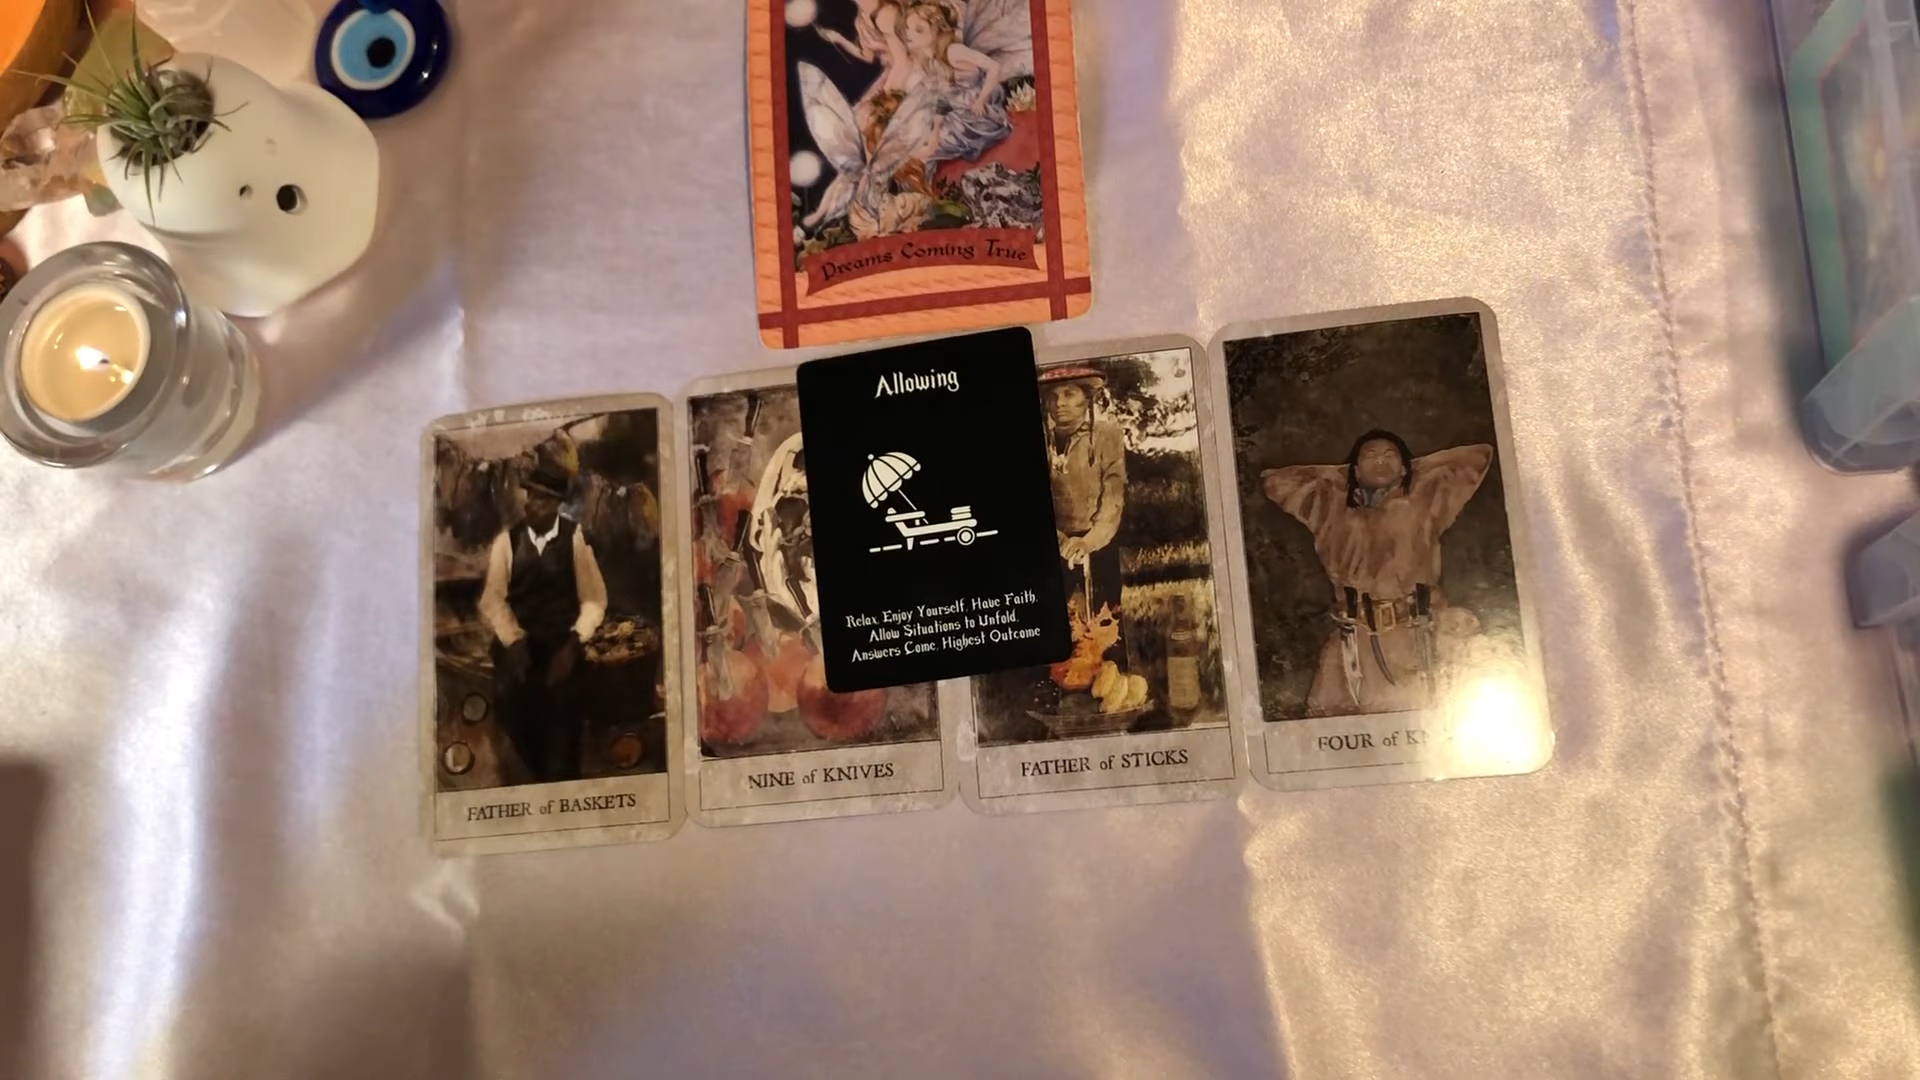 Dreams Coming True
Allowing
Relax, Enjoy Yourself, Have Faith,
Allow Situations to Unfold,
Answers Come, Highest Outcome
FATHER of BASKETS
NINE of KNIVES
FATHER of STICKS
FOUR of